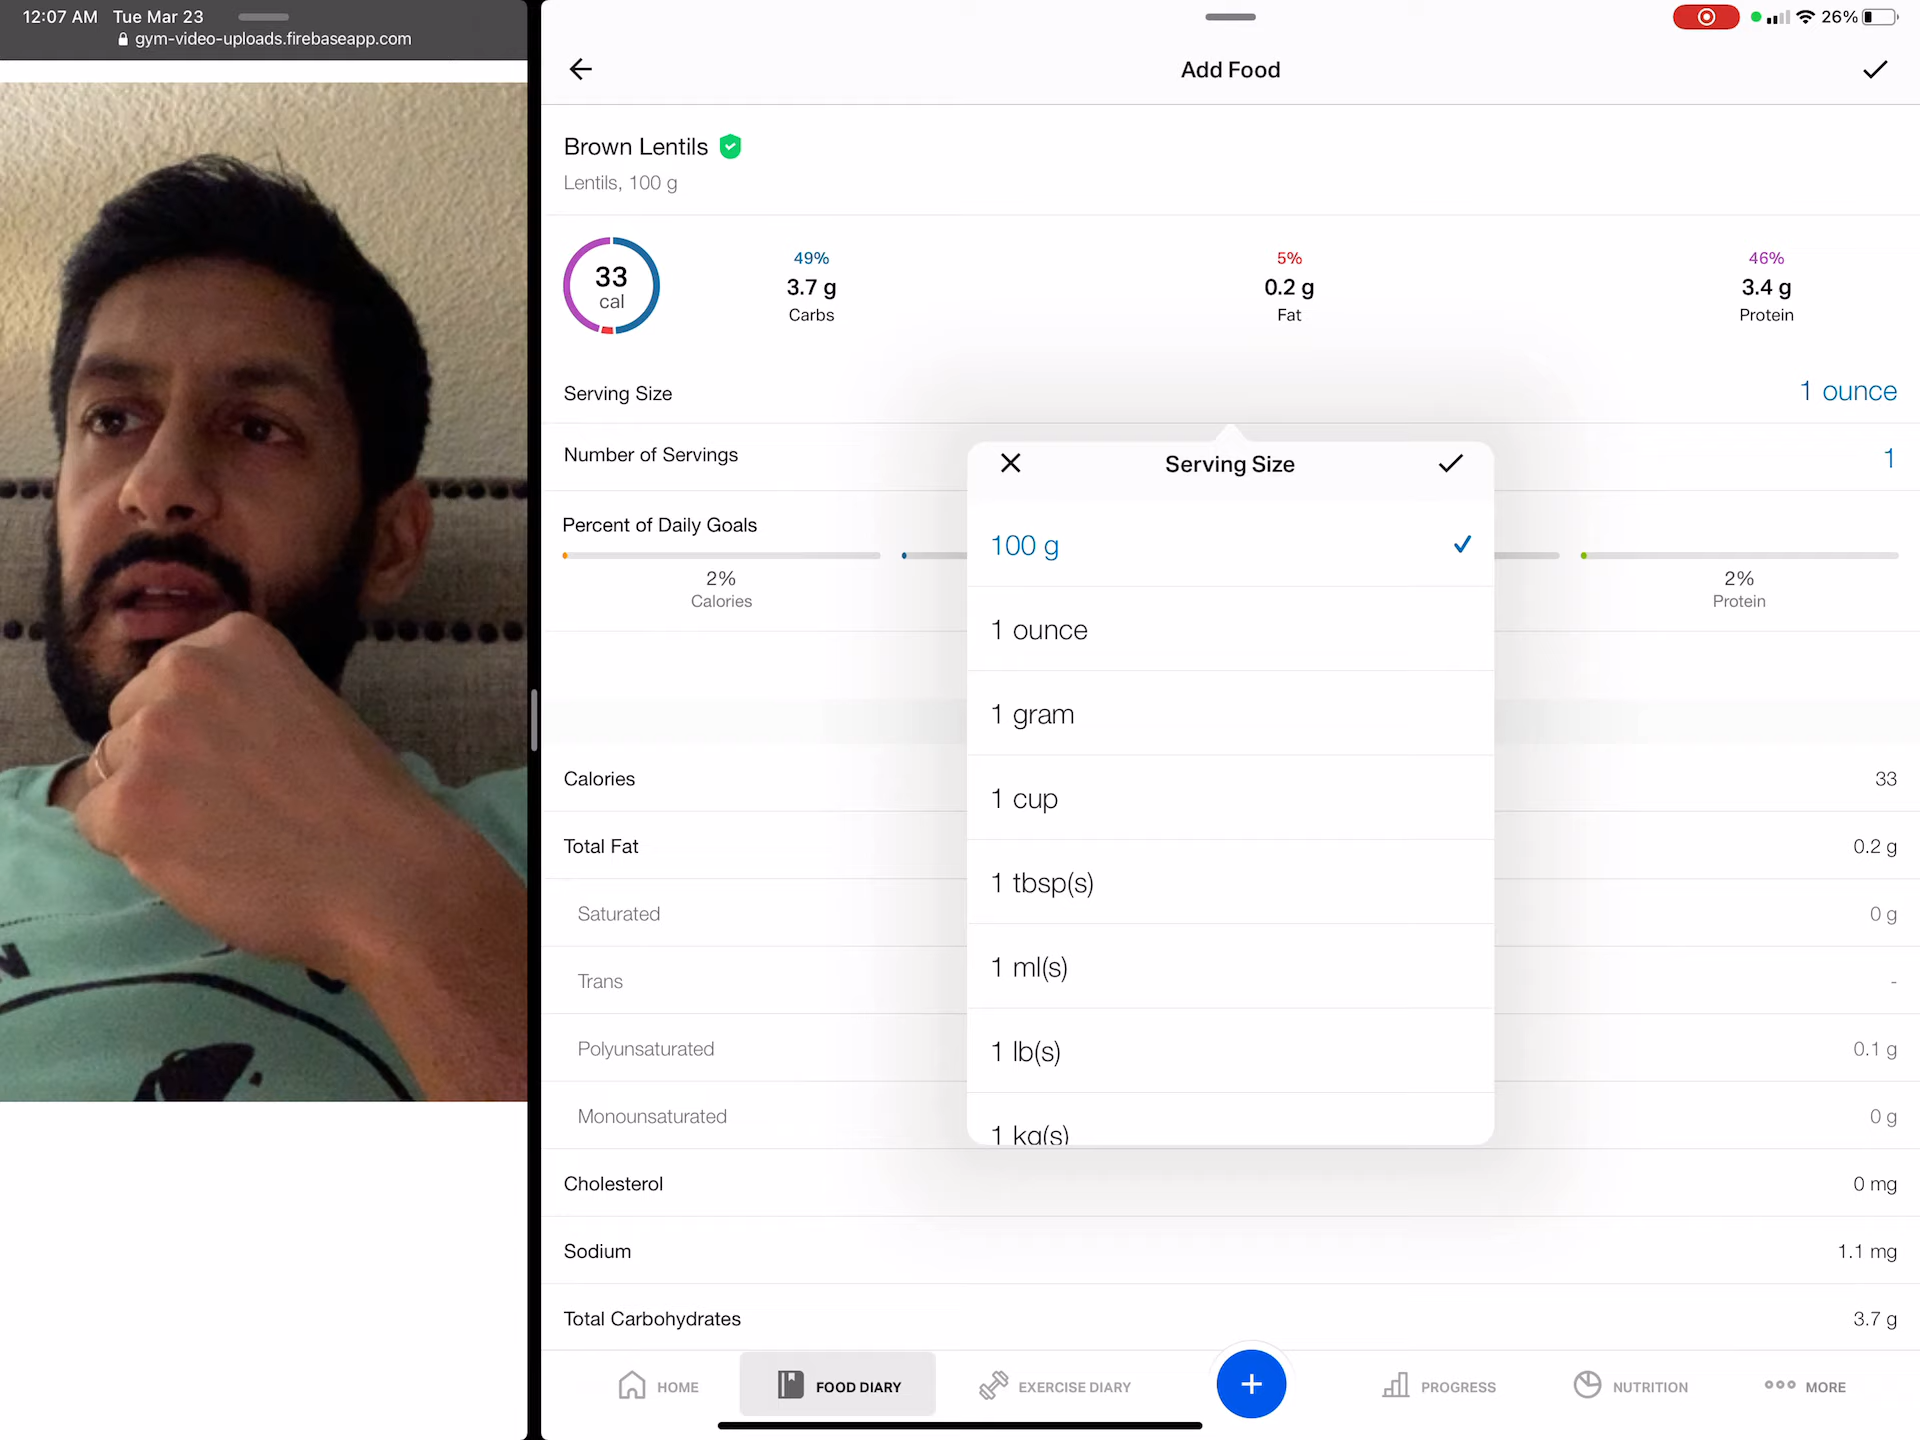 12:07 AM Tue Mar 23
gym-video-uploads.firebaseapp.com
26%
Add Food
Brown Lentils
Lentils, 100 g
33
cal
49%
3.7 g
Carbs
5%
0.2 g
Fat
46%
3.4 g
Protein
Serving Size
1 ounce
Number of Servings
1
Percent of Daily Goals
2%
Calories
2%
Protein
Serving Size
100 g
1 ounce
1 gram
1 cup
1 tbsp(s)
1 ml(s)
1 lb(s)
1 kg(s)
Calories
33
Total Fat
0.2 g
Saturated
0 g
Trans
-
Polyunsaturated
0.1 g
Monounsaturated
0 g
Cholesterol
0 mg
Sodium
1.1 mg
Total Carbohydrates
3.7 g
HOME
FOOD DIARY
EXERCISE DIARY
PROGRESS
NUTRITION
MORE